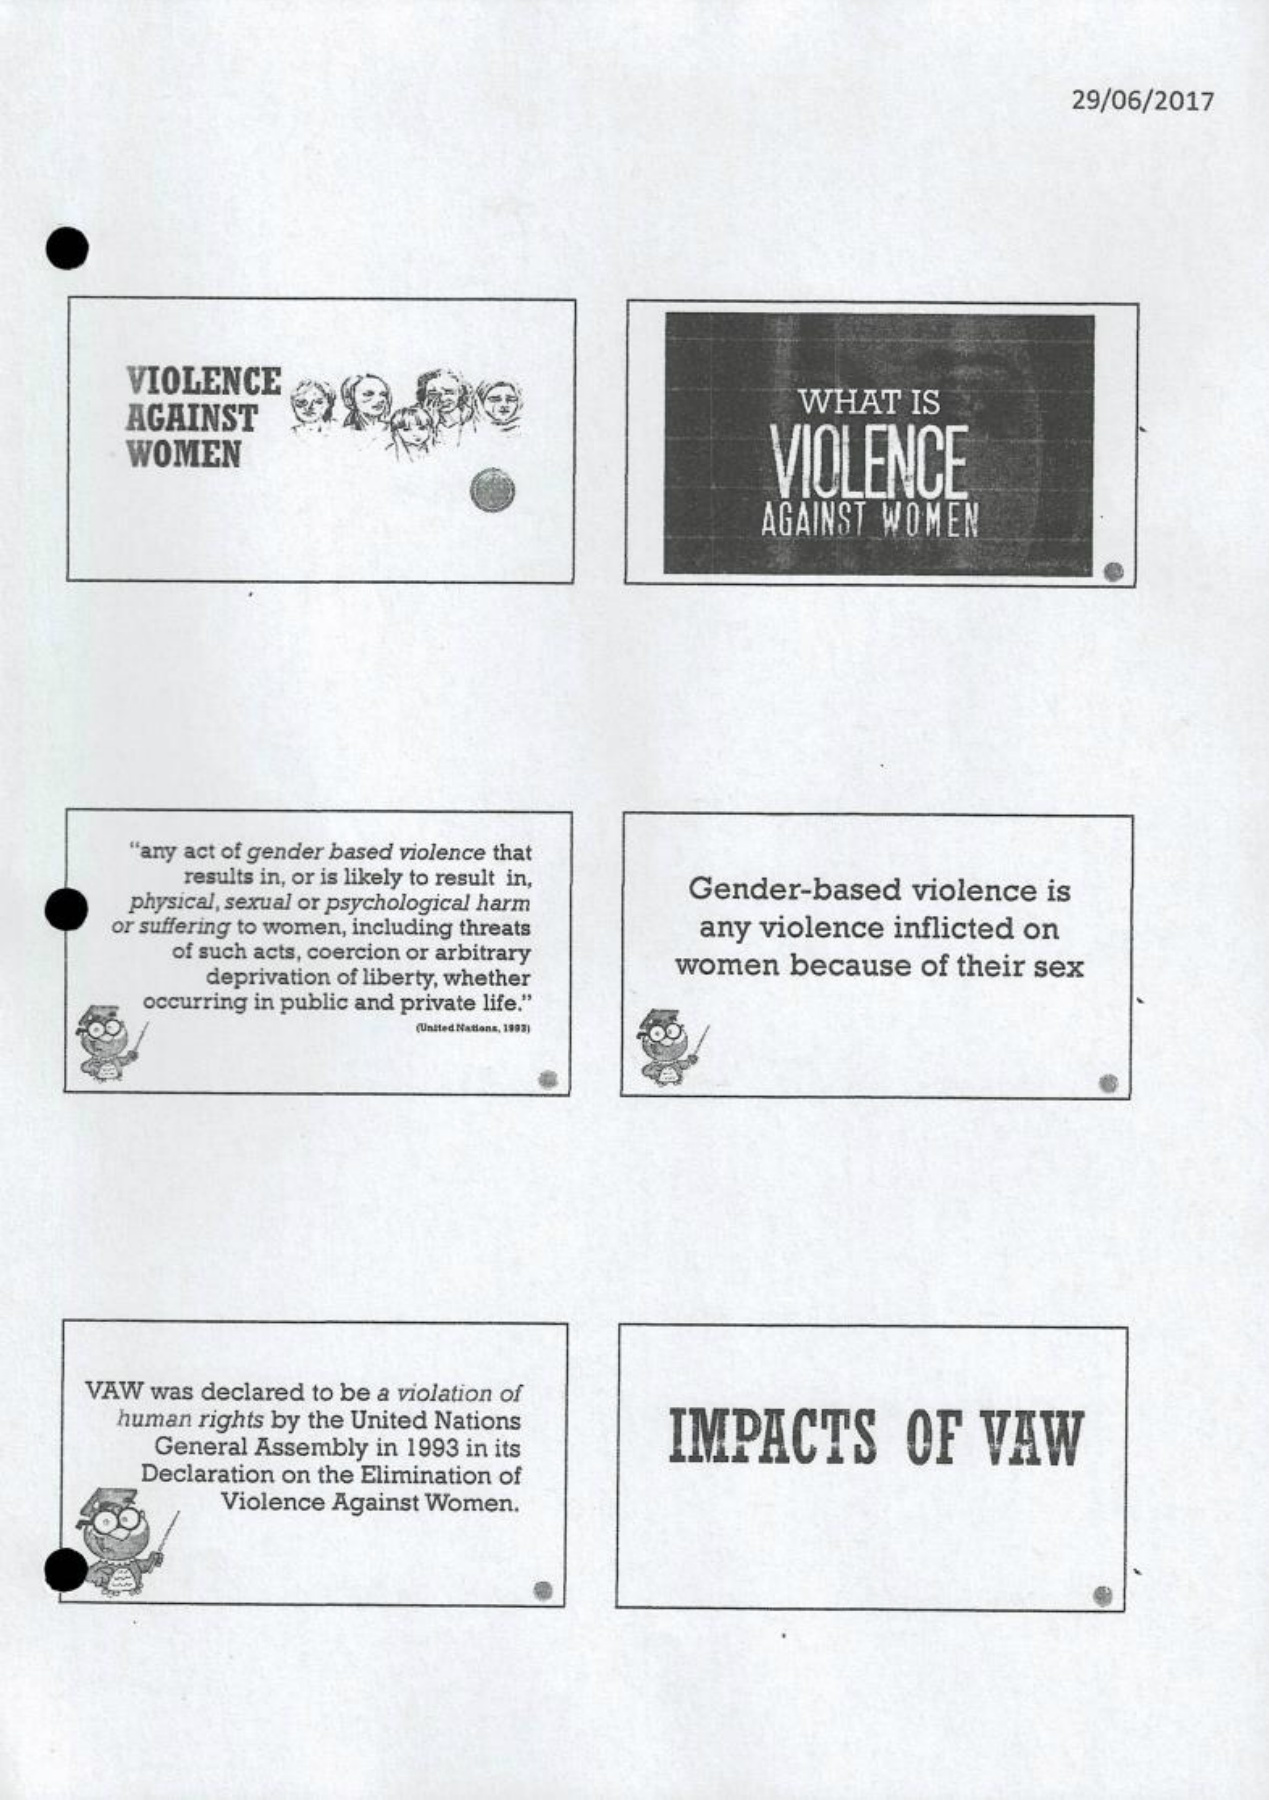 29/06/2017
VIOLENCE
AGAINST
WOMEN
WHAT IS
VIOLENCE
AGAINST WOMEN
"any act of gender based violence that
results in, or is likely to result in,
physical, sexual or psychological harm
or suffering to women, including threats
of such acts, coercion or arbitrary
deprivation of liberty, whether
occurring in public and private life."
(United Nations, 1993)
Gender-based violence is
any violence inflicted on
women because of their sex
VAW was declared to be a violation of
human rights by the United Nations
General Assembly in 1993 in its
Declaration on the Elimination of
Violence Against Women.
IMPACTS OF VAW